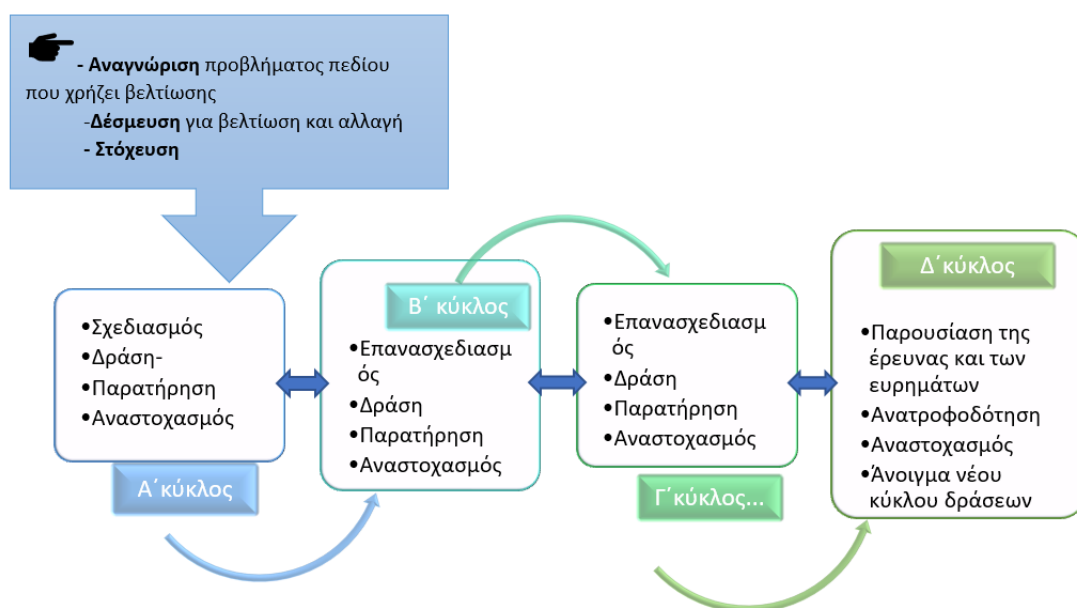 - Αναγνώριση προβλήματος πεδίου
που χρήζει βελτίωσης
-Δέσμευση για βελτίωση και αλλαγή
- Στόχευση
•Σχεδιασμός
•Δράση-
•Παρατήρηση
•Αναστοχασμός
Α΄κύκλος
Β΄ κύκλος
•Επανασχεδιασμ
ός
•Δράση
•Παρατήρηση
•Αναστοχασμός
•Επανασχεδιασμ
ός
•Δράση
•Παρατήρηση
•Αναστοχασμός
Γ΄κύκλος...
Δ΄κύκλος
•Παρουσίαση της
έρευνας και των
ευρημάτων
•Ανατροφοδότηση
•Αναστοχασμός
•Άνοιγμα νέου
κύκλου δράσεων